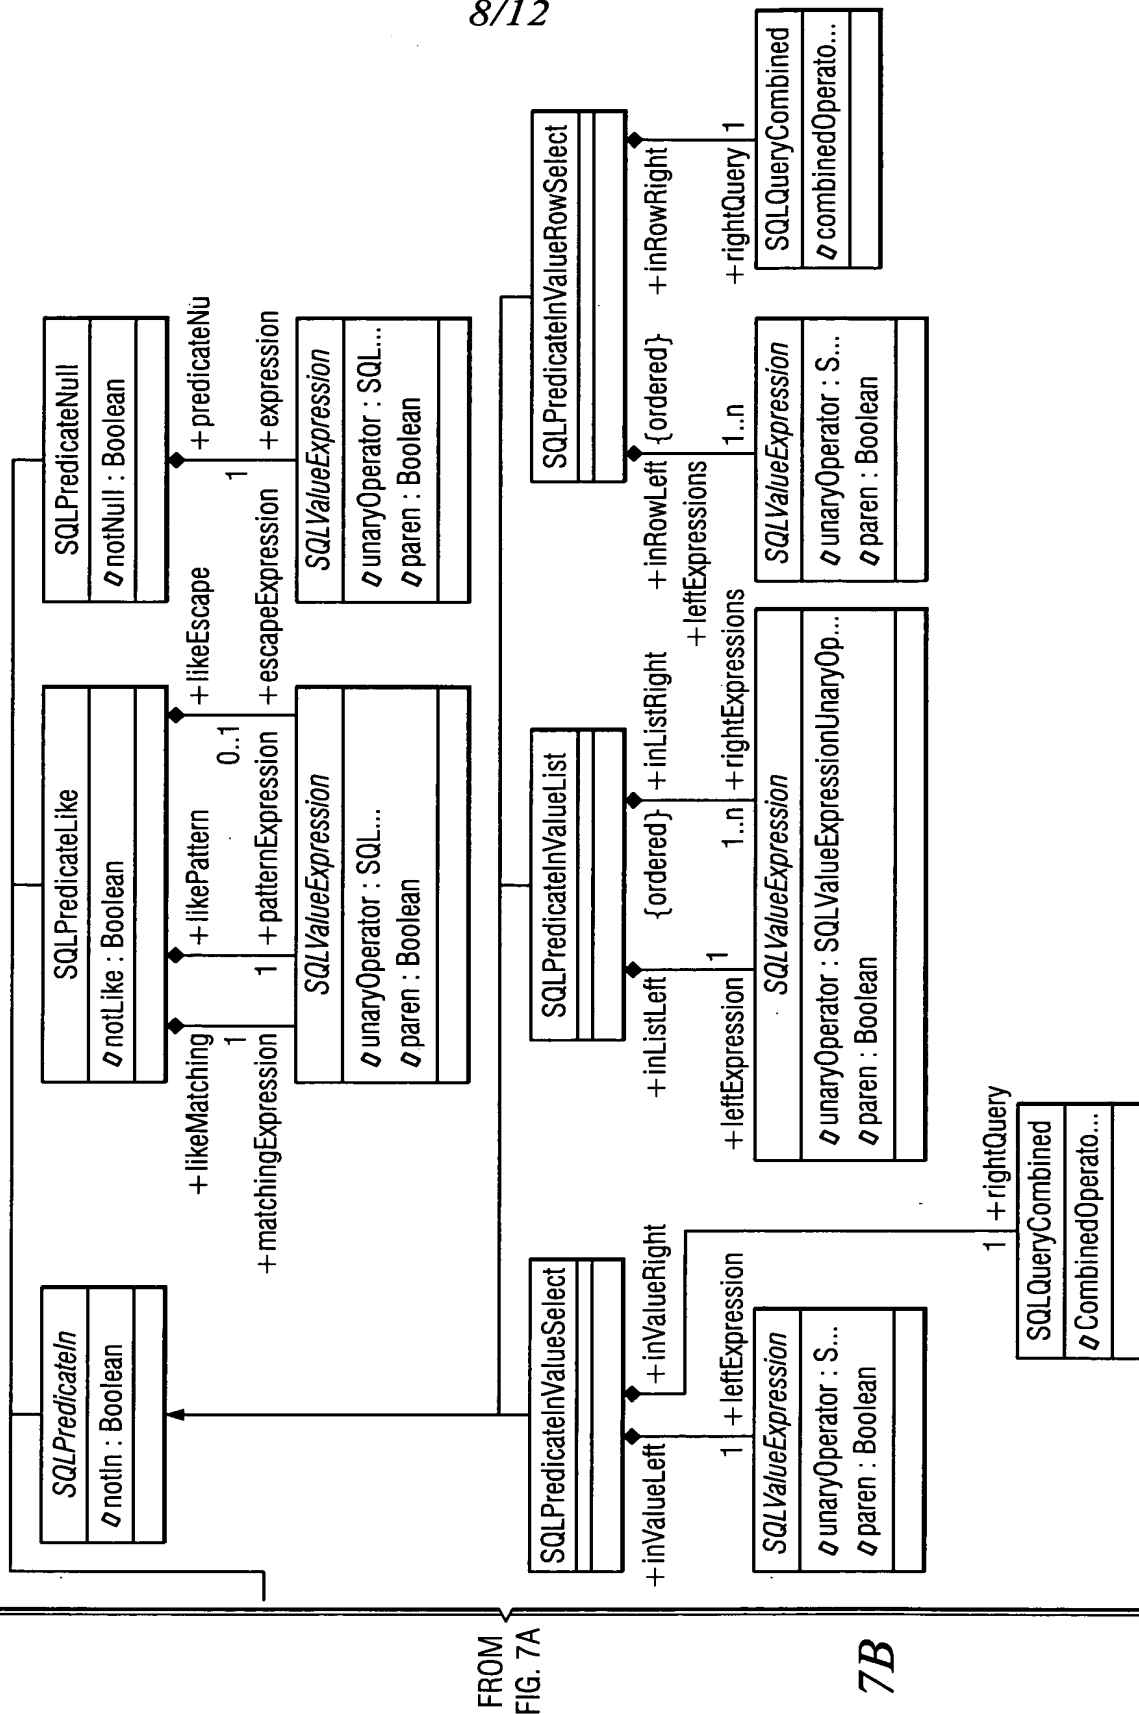 8/12
FROM
FIG. 7A
7B
SQLPredicateIn
notIn : Boolean
SQLPredicateLike
notLike : Boolean
SQLPredicateNull
notNull : Boolean
+likeMatching
1
+matchingExpression
+likePattern
1
+patternExpression
+likeEscape
0..1
+escapeExpression
+predicateNu
1
+expression
SQLValueExpression
unaryOperator : SQL...
paren : Boolean
SQLValueExpression
unaryOperator : SQL...
paren : Boolean
SQLPredicateInValueSelect
SQLPredicateInValueList
SQLPredicateInValueRowSelect
+inValueLeft
1
+leftExpression
+inValueRight
1
+rightQuery
+inListLeft
1
+leftExpression
{ordered}
+inListRight
1..n
+rightExpressions
+inRowLeft
{ordered}
+leftExpressions
1..n
+inRowRight
+rightQuery
1
SQLValueExpression
unaryOperator : S...
paren : Boolean
SQLQueryCombined
CombinedOperato...
SQLValueExpression
unaryOperator : SQLValueExpressionUnaryOp...
paren : Boolean
SQLValueExpression
unaryOperator : S...
paren : Boolean
SQLQueryCombined
combinedOperato...